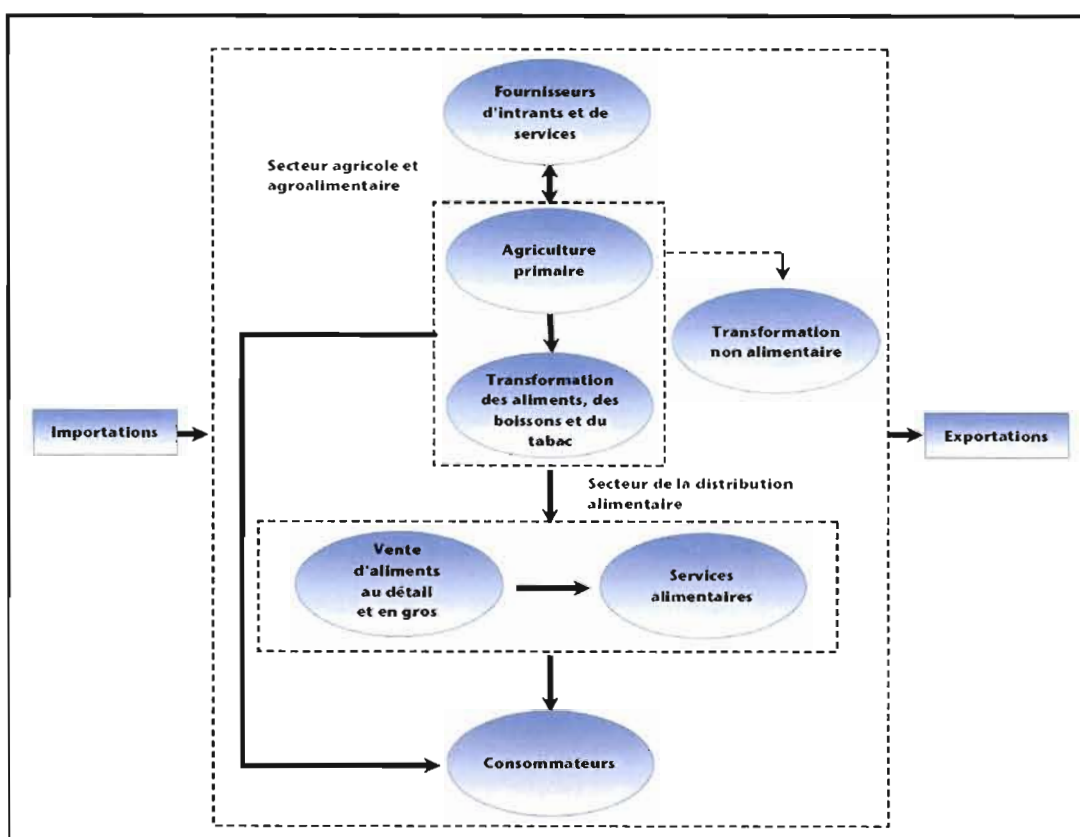 Fournisseurs
d'intrants et de
services
Secteur agricole et
agroalimentaire
Agriculture
primaire
Transformation
non alimentaire
Transformation
des aliments, des
boissons et du
tabac
Importations
Exportations
Secteur de la distribution
alimentaire
Vente
d'aliments
au détail
et en gros
Services
alimentaires
Consommateurs